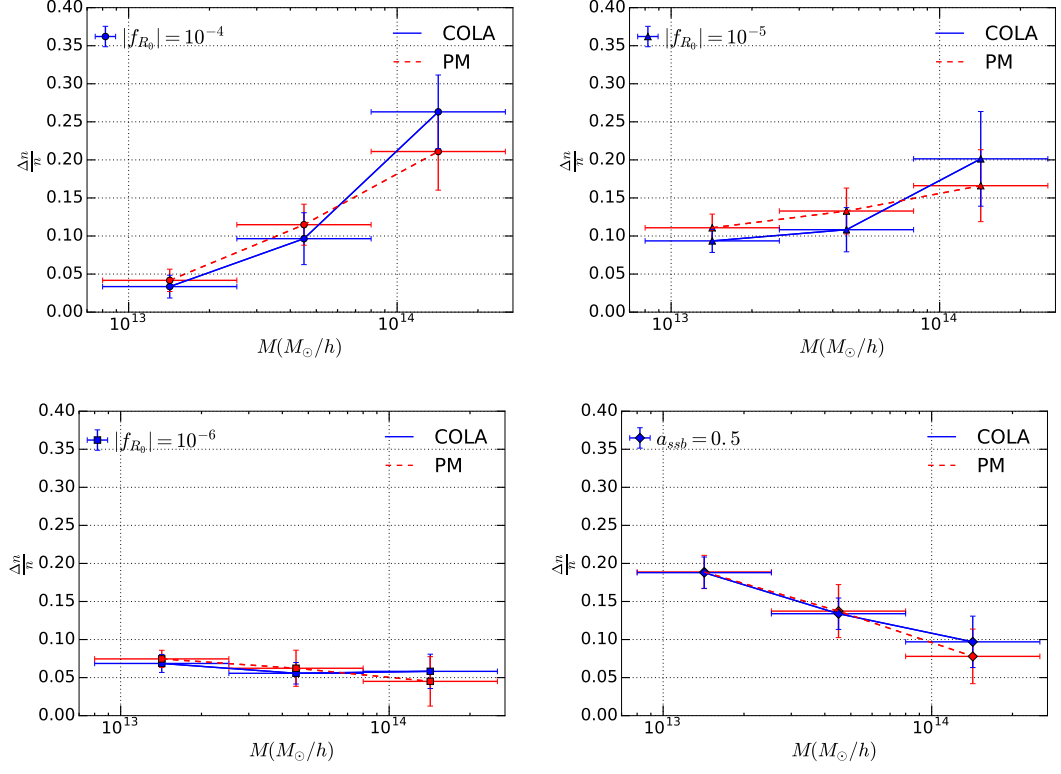 0.40
0.35
0.30
0.25
0.20
0.15
0.10
0.05
0.00
Δn/n
|f_{R_0}| = 10^{-4}
COLA
PM
10^{13}
10^{14}
M(M_⊙/h)
0.40
0.35
0.30
0.25
0.20
0.15
0.10
0.05
0.00
Δn/n
|f_{R_0}| = 10^{-5}
COLA
PM
10^{13}
10^{14}
M(M_⊙/h)
0.40
0.35
0.30
0.25
0.20
0.15
0.10
0.05
0.00
Δn/n
|f_{R_0}| = 10^{-6}
COLA
PM
10^{13}
10^{14}
M(M_⊙/h)
0.40
0.35
0.30
0.25
0.20
0.15
0.10
0.05
0.00
Δn/n
a_{ssb} = 0.5
COLA
PM
10^{13}
10^{14}
M(M_⊙/h)